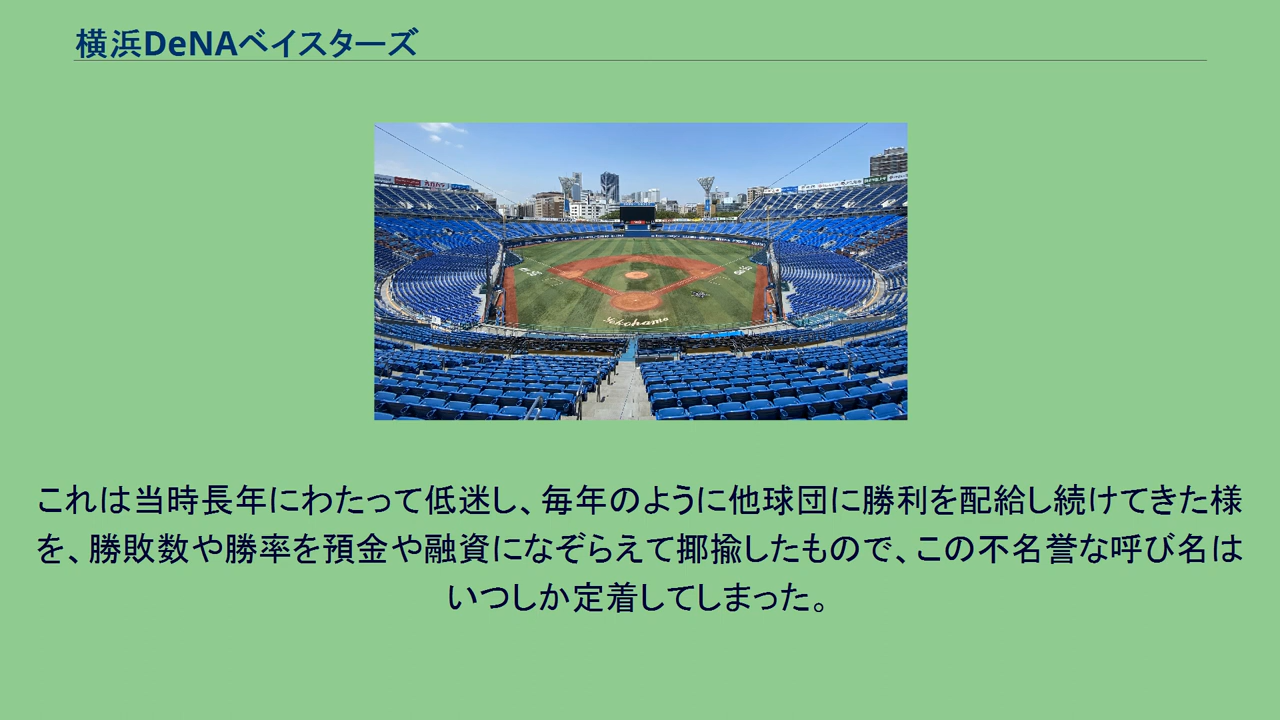 横浜DeNAベイスターズ
Yokohama
これは当時長年にわたって低迷し、毎年のように他球団に勝利を配給し続けてきた様
を、勝敗数や勝率を預金や融資になぞらえて揶揄したもので、この不名誉な呼び名は
いつしか定着してしまった。